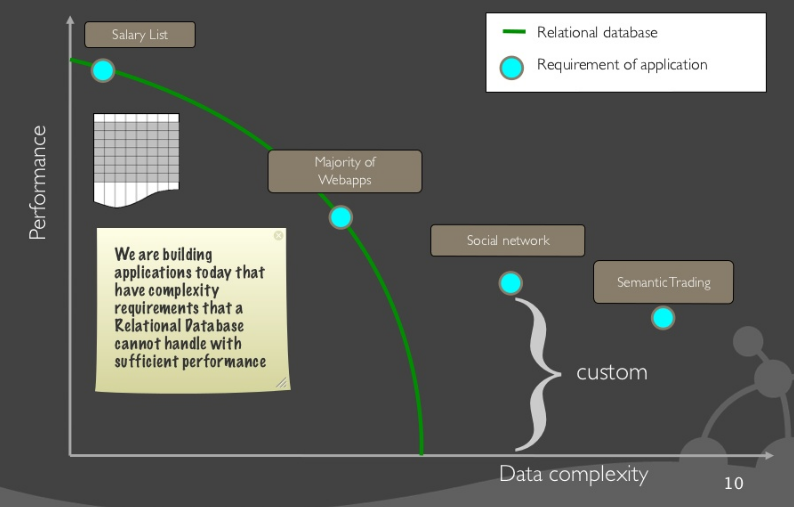 Salary List
Relational database
Requirement of application
Performance
Majority of
Webapps
Social network
We are building
applications today that
have complexity
requirements that a
Relational Database
cannot handle with
sufficient performance
Semantic Trading
custom
Data complexity
10